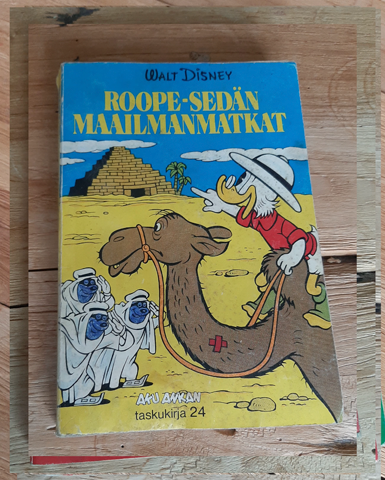 WALT DISNEY
ROOPE-SEDÄN
MAAILMANMATKAT
AKU ANKAN
taskukirja 24